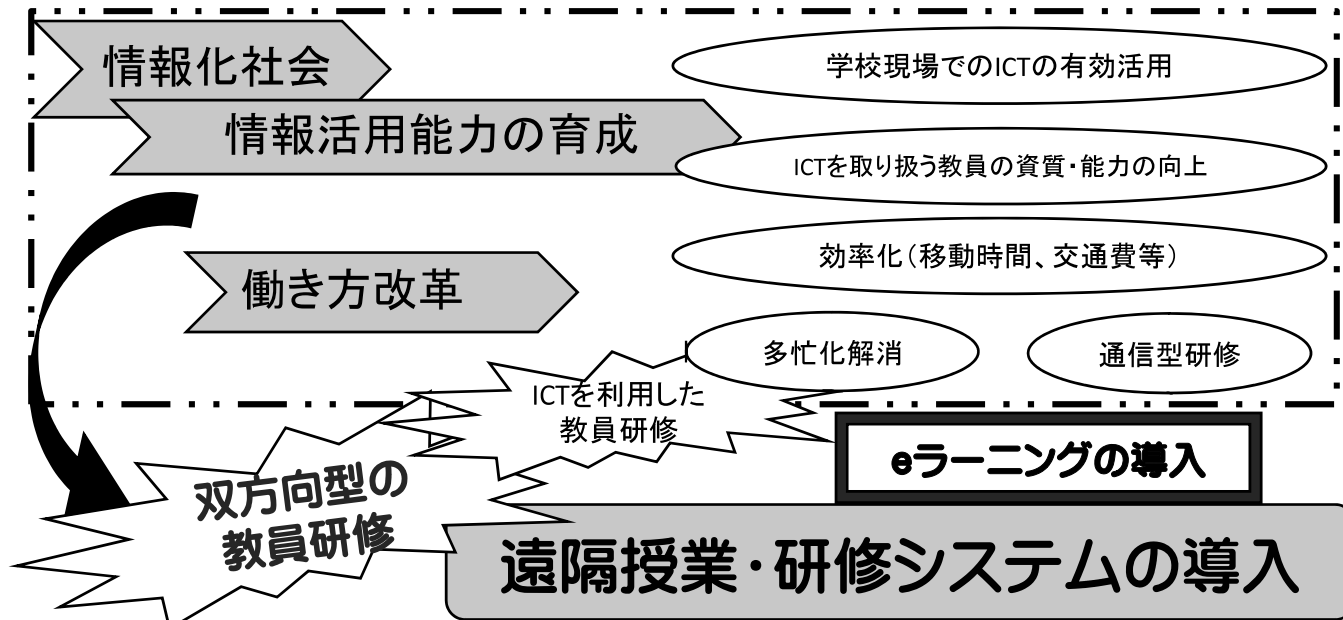 情報化社会
学校現場でのICTの有効活用
情報活用能力の育成
ICTを取り扱う教員の資質・能力の向上
効率化(移動時間、交通費等)
働き方改革
多忙化解消
通信型研修
ICTを利用した
教員研修
eラーニングの導入
双方向型の
教員研修
遠隔授業・研修システムの導入